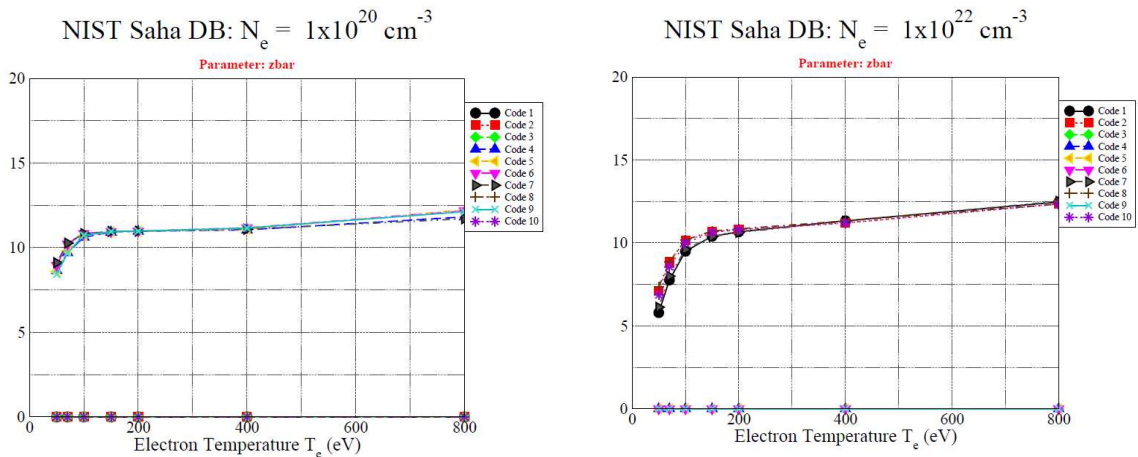 NIST Saha DB: N_e = 1x10^20 cm^-3
Parameter: zbar
20
15
10
5
0
0
200
400
600
800
Electron Temperature T_e (eV)
Code 1
Code 2
Code 3
Code 4
Code 5
Code 6
Code 7
Code 8
Code 9
Code 10
NIST Saha DB: N_e = 1x10^22 cm^-3
Parameter: zbar
20
15
10
5
0
0
200
400
600
800
Electron Temperature T_e (eV)
Code 1
Code 2
Code 3
Code 4
Code 5
Code 6
Code 7
Code 8
Code 9
Code 10